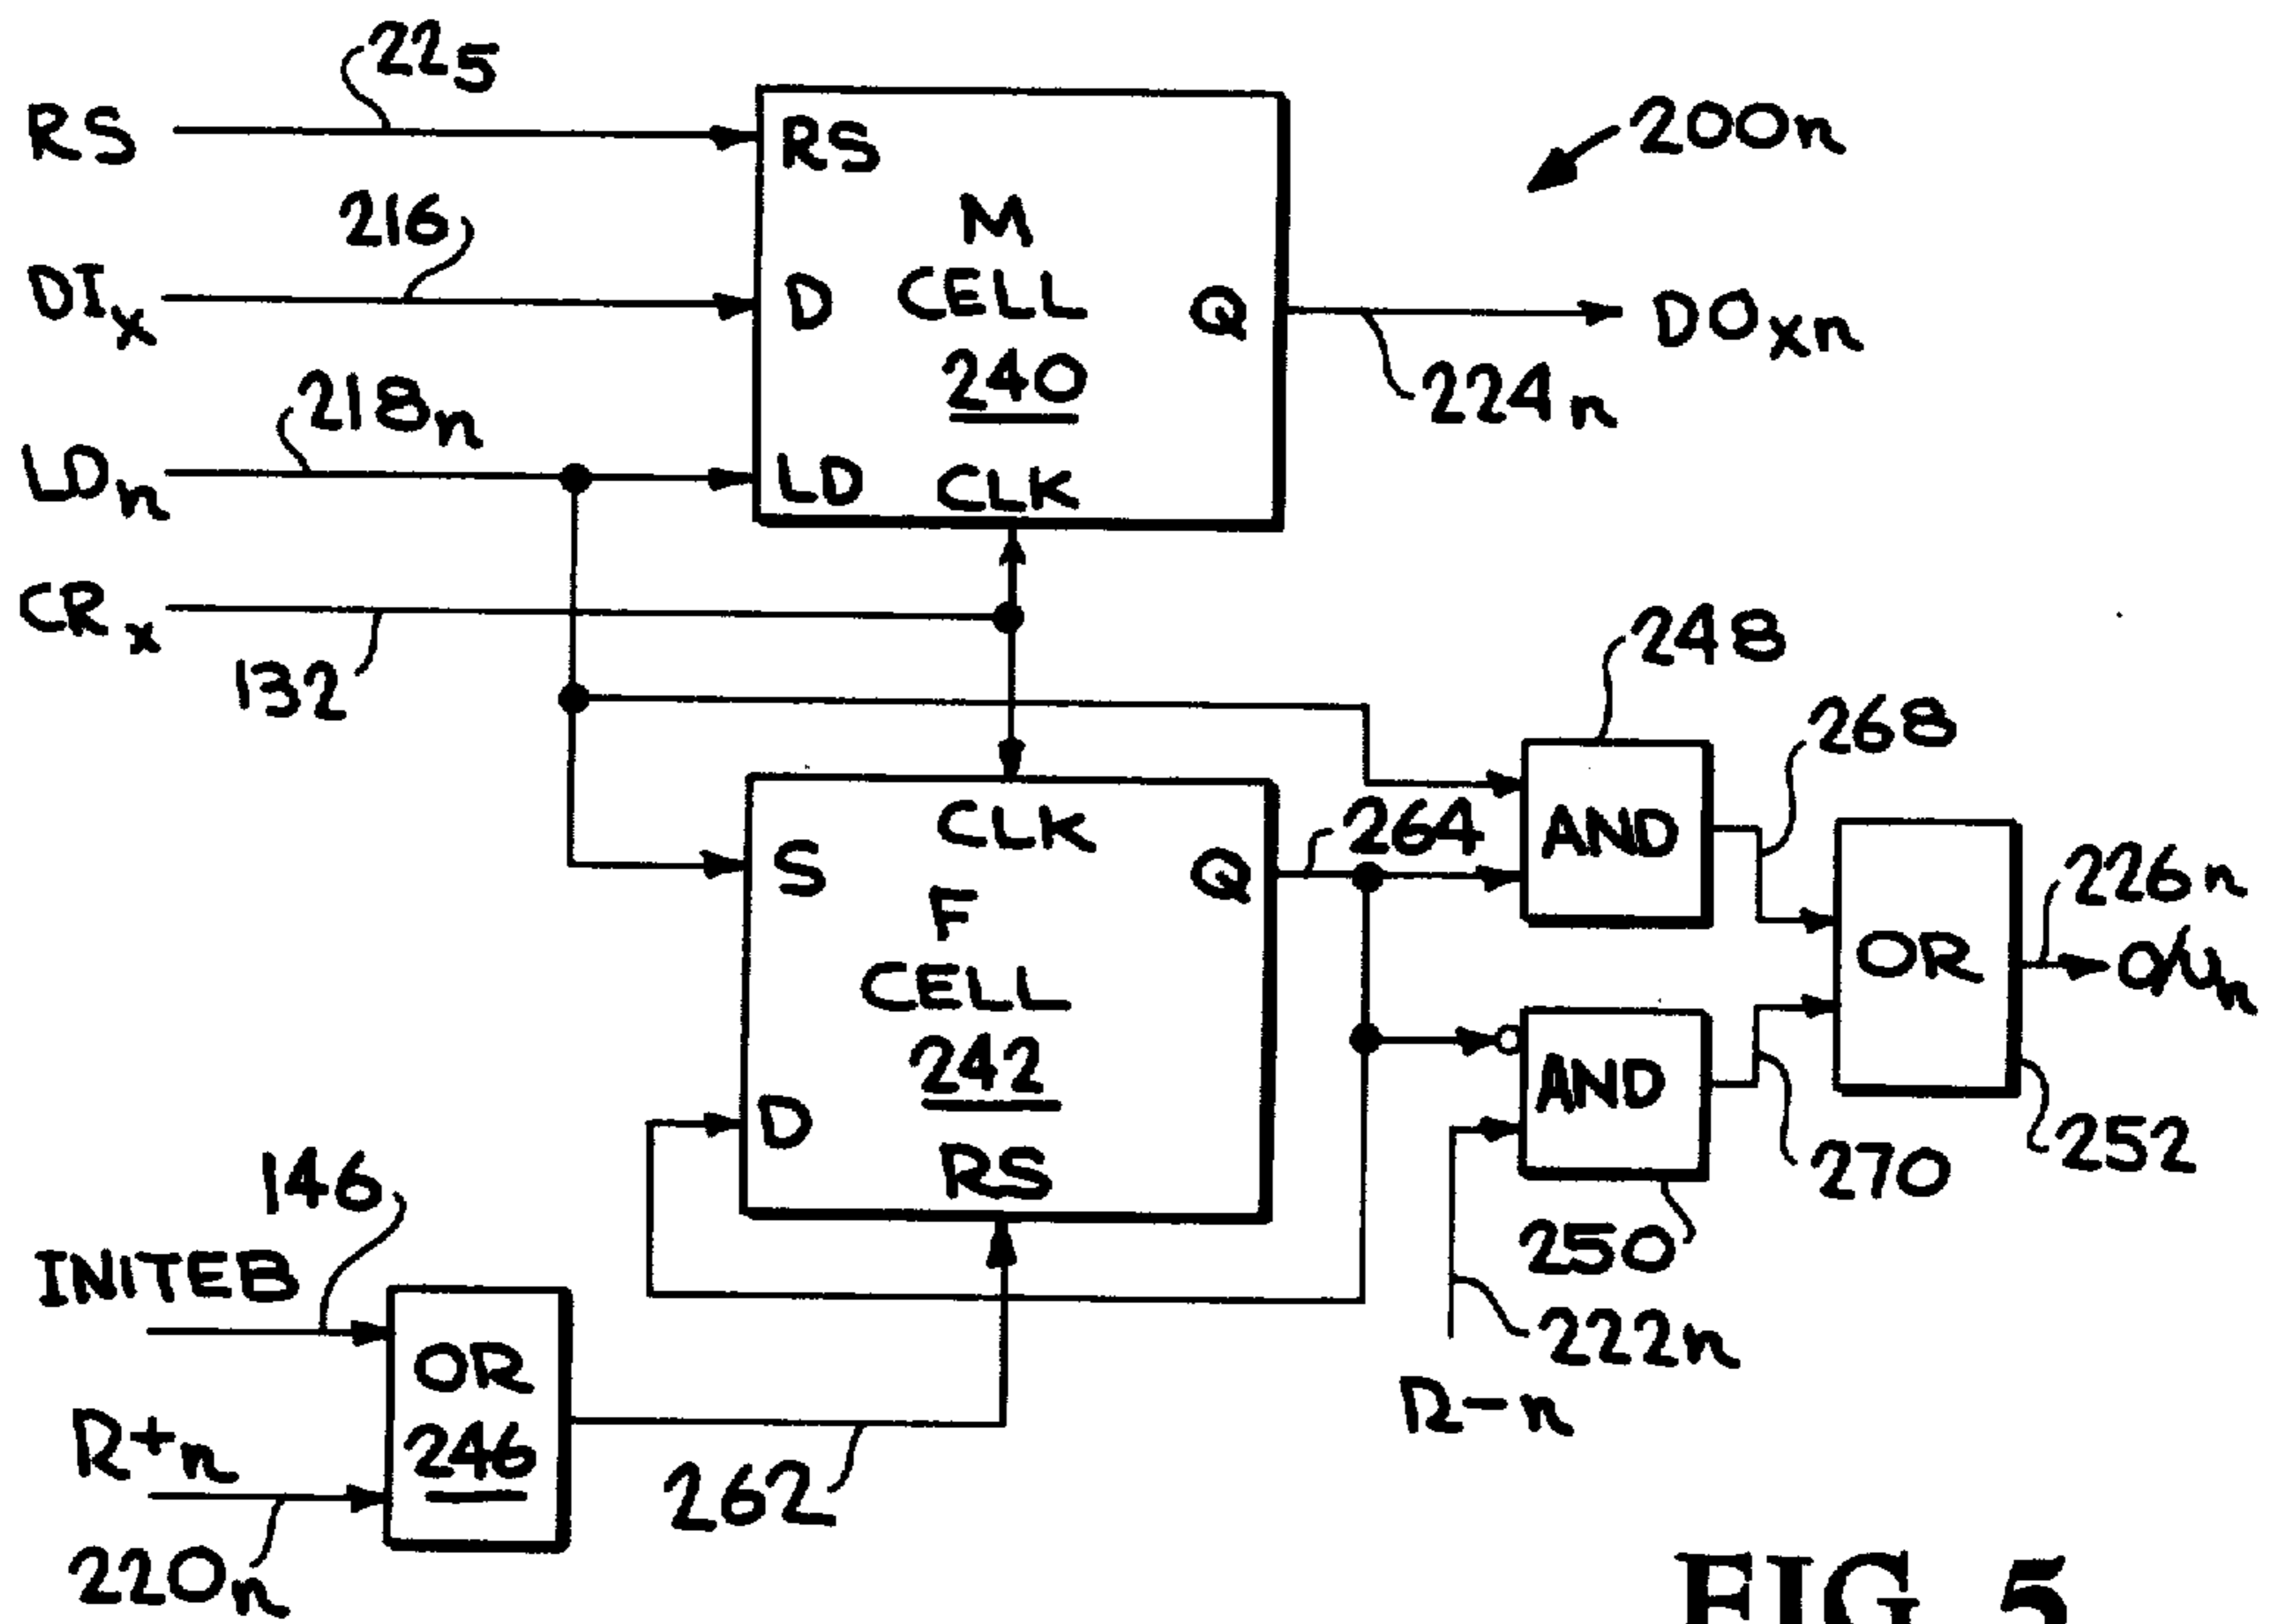 225
RS
RS
200n
216
M
DIx
D
CELL
Q
DOxn
240
224n
218n
LDn
LD
CLK
CRx
132
248
268
CLK
264
AND
S
Q
226n
F
OR
O/Un
CELL
242
AND
D
252
146
RS
270
INITEB
250
OR
222n
R+n
246
R-n
262
220n
FIG 5